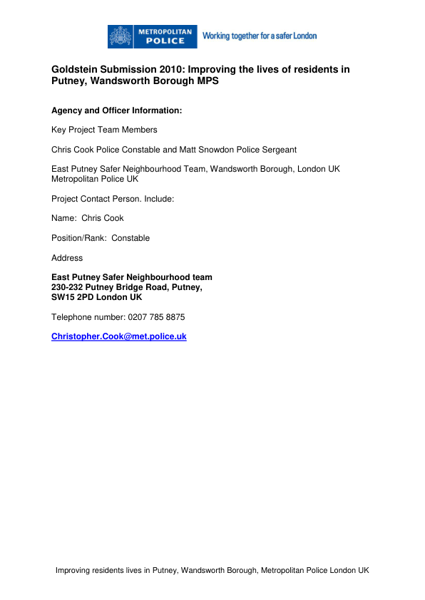 METROPOLITAN
POLICE
Working together for a safer London
Goldstein Submission 2010: Improving the lives of residents in
Putney, Wandsworth Borough MPS
Agency and Officer Information:
Key Project Team Members
Chris Cook Police Constable and Matt Snowdon Police Sergeant
East Putney Safer Neighbourhood Team, Wandsworth Borough, London UK
Metropolitan Police UK
Project Contact Person. Include:
Name:  Chris Cook
Position/Rank:  Constable
Address
East Putney Safer Neighbourhood team
230-232 Putney Bridge Road, Putney,
SW15 2PD London UK
Telephone number: 0207 785 8875
Christopher.Cook@met.police.uk
Improving residents lives in Putney, Wandsworth Borough, Metropolitan Police London UK